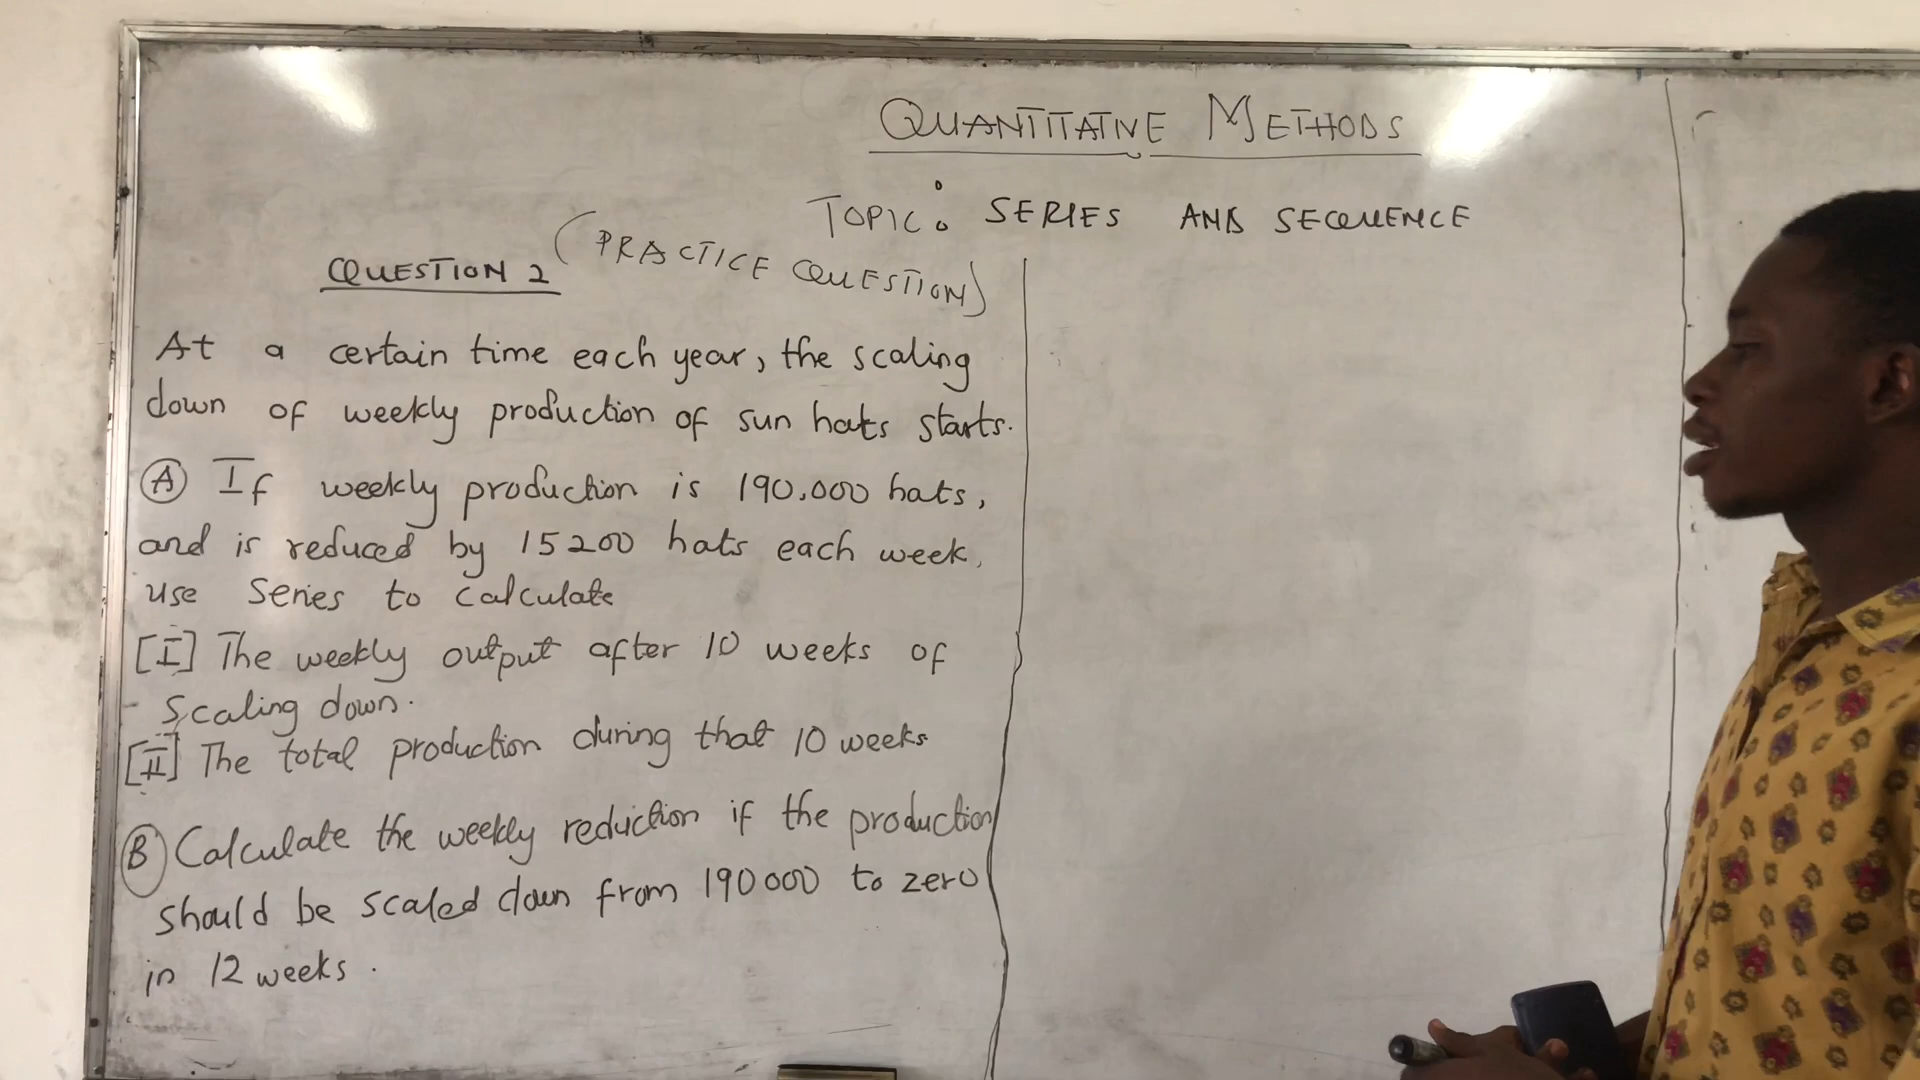 QUANTITATIVE METHODS
TOPIC: SERIES AND SEQUENCE
QUESTION 2 (PRACTICE QUESTION)
At a certain time each year, the scaling
down of weekly production of sun hats starts.
(A) If weekly production is 190,000 hats,
and is reduced by 15200 hats each week,
use series to calculate
[I] The weekly output after 10 weeks of
scaling down.
[II] The total production during that 10 weeks
(B) Calculate the weekly reduction if the production
should be scaled down from 190000 to zero
in 12 weeks.